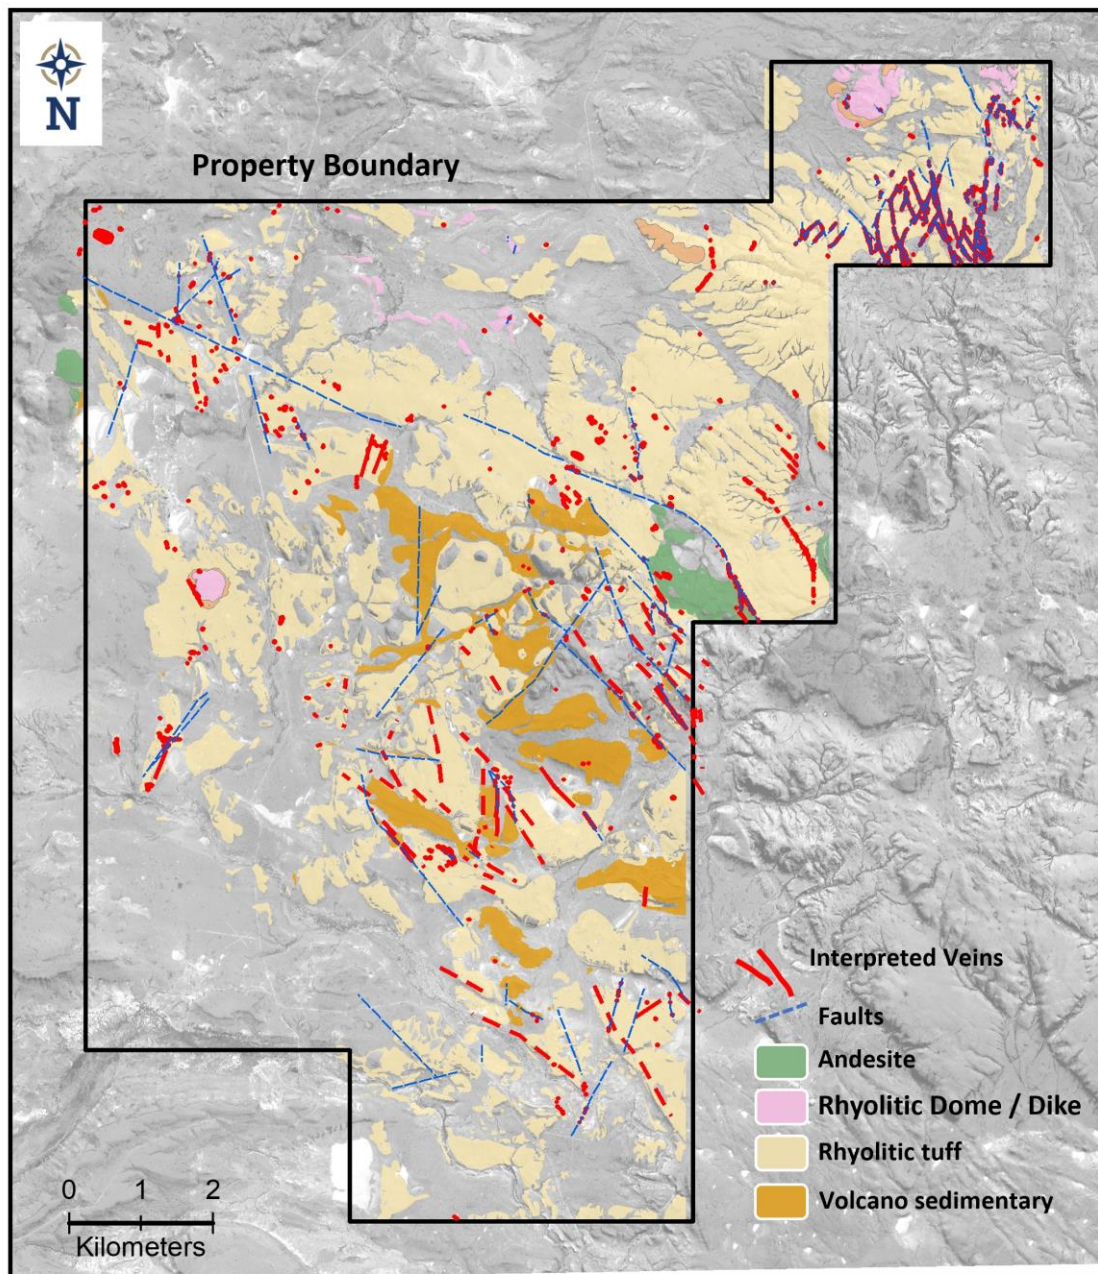 N
Property Boundary
Interpreted Veins
Faults
Andesite
Rhyolitic Dome / Dike
Rhyolitic tuff
Volcano sedimentary
0 1 2
Kilometers